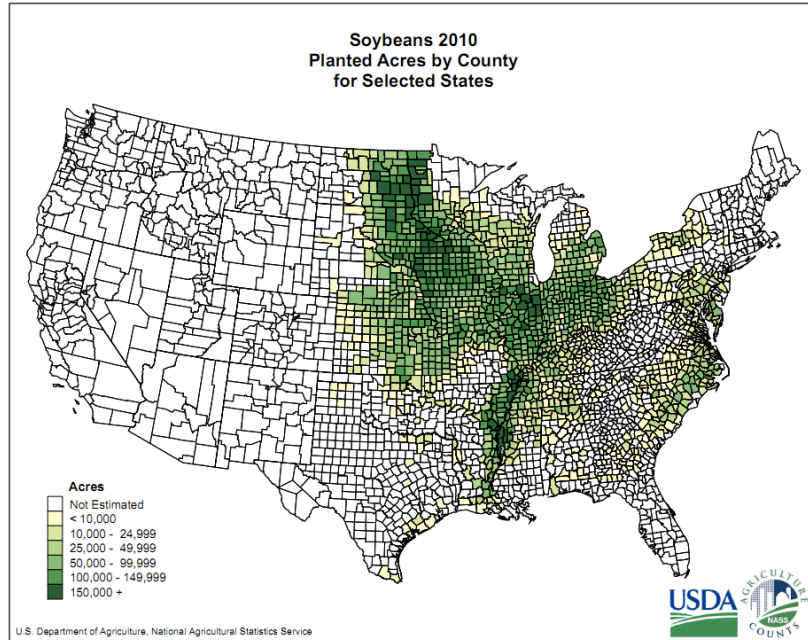 Soybeans 2010
Planted Acres by County
for Selected States
Acres
Not Estimated
< 10,000
10,000 - 24,999
25,000 - 49,999
50,000 - 99,999
100,000 - 149,999
150,000 +
U.S. Department of Agriculture, National Agricultural Statistics Service
USDA
AGRICULTURE
NASS
COUNTS